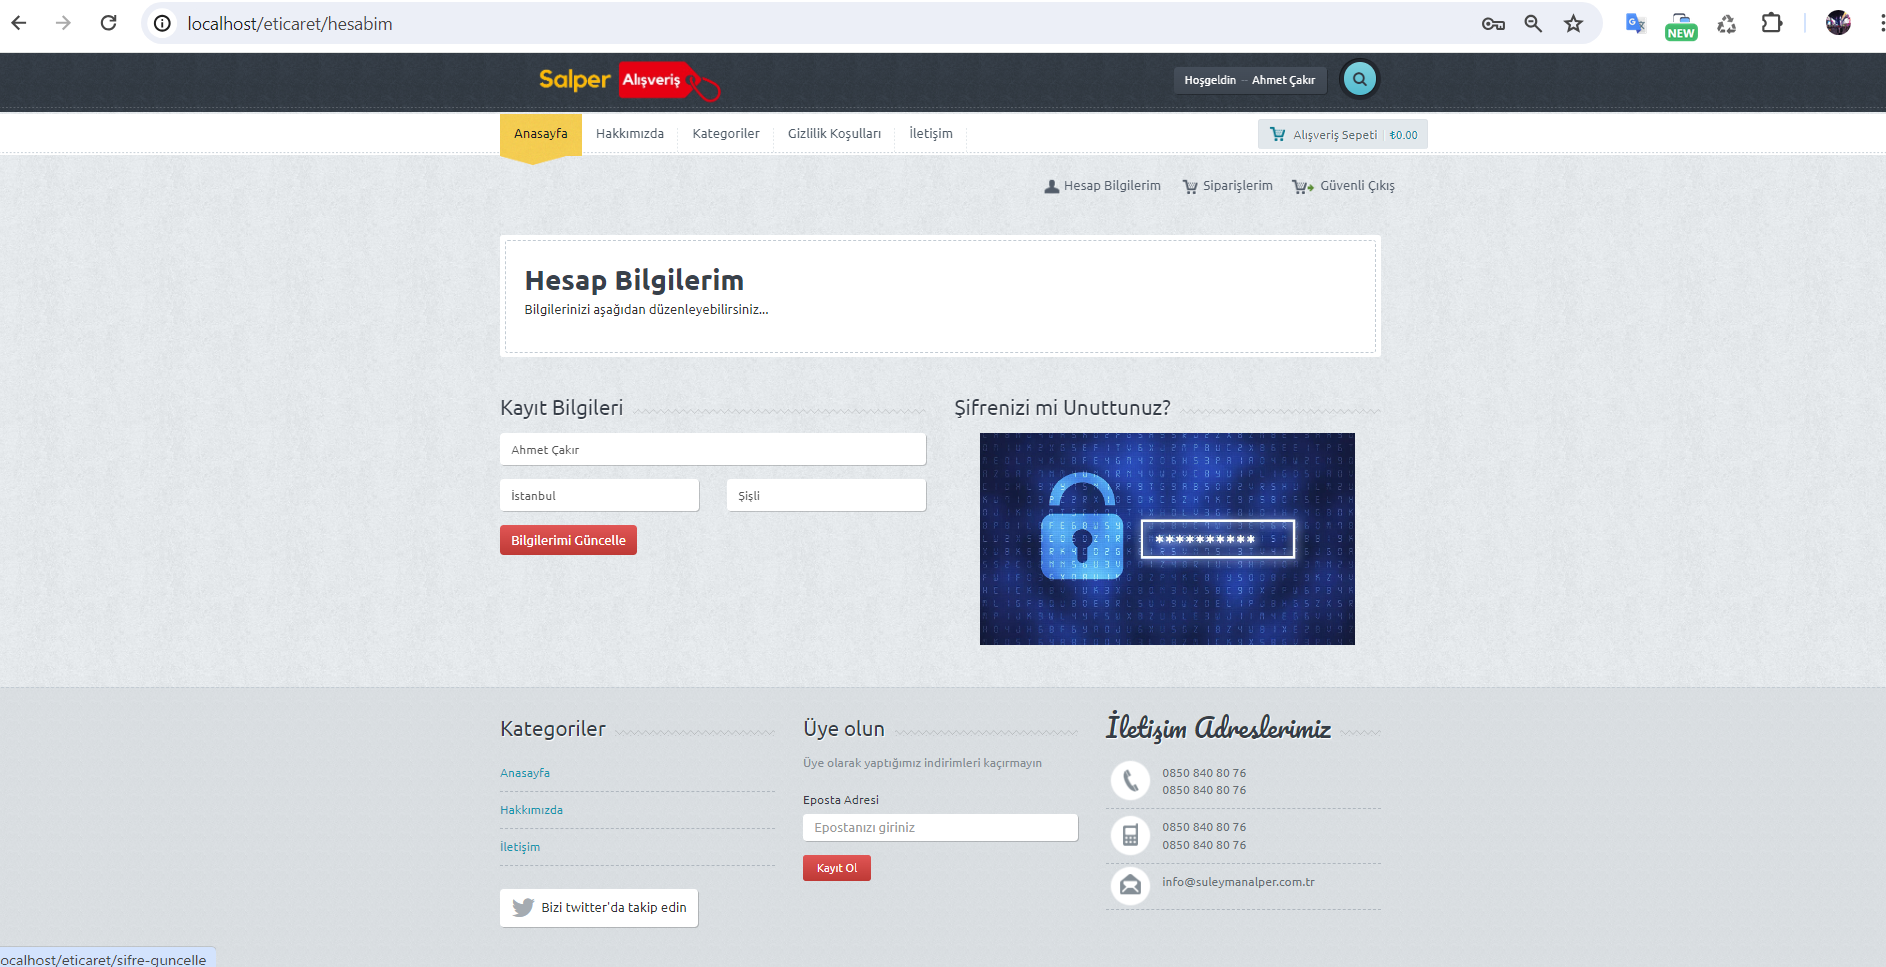 localhost/eticaret/hesabim
NEW
Salper Alışveriş
Hoşgeldin – Ahmet Çakır
Anasayfa
Hakkımızda
Kategoriler
Gizlilik Koşulları
İletişim
Alışveriş Sepeti
₺0.00
Hesap Bilgilerim
Siparişlerim
Güvenli Çıkış
Hesap Bilgilerim
Bilgilerinizi aşağıdan düzenleyebilirsiniz...
Kayıt Bilgileri
Ahmet Çakır
İstanbul
Şişli
Bilgilerimi Güncelle
Şifrenizi mi Unuttunuz?
**********
Kategoriler
Anasayfa
Hakkımızda
İletişim
Bizi twitter'da takip edin
Üye olun
Üye olarak yaptığımız indirimleri kaçırmayın
Eposta Adresi
Epostanızı giriniz
Kayıt Ol
İletişim Adreslerimiz
0850 840 80 76
0850 840 80 76
0850 840 80 76
0850 840 80 76
info@suleymanalper.com.tr
ocalhost/eticaret/sifre-guncelle